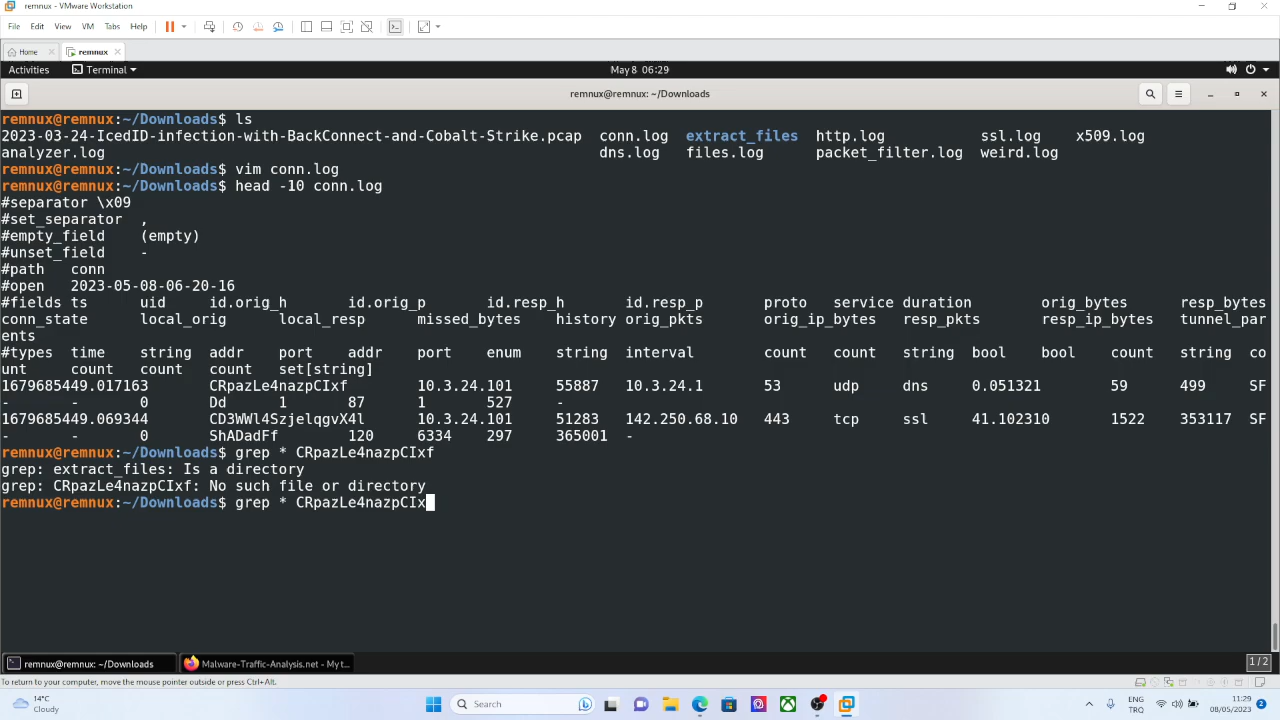 remnux - VMware Workstation
File Edit View VM Tabs Help
Home remnux
Activities Terminal May 8 06:29
remnux@remnux: ~/Downloads
remnux@remnux:~/Downloads$ ls
2023-03-24-IcedID-infection-with-BackConnect-and-Cobalt-Strike.pcap conn.log extract_files http.log ssl.log x509.log
analyzer.log dns.log files.log packet_filter.log weird.log
remnux@remnux:~/Downloads$ vim conn.log
remnux@remnux:~/Downloads$ head -10 conn.log
#separator \x09
#set_separator ,
#empty_field (empty)
#unset_field -
#path conn
#open 2023-05-08-06-20-16
#fields ts uid id.orig_h id.orig_p id.resp_h id.resp_p proto service duration orig_bytes resp_bytes
conn_state local_orig local_resp missed_bytes history orig_pkts orig_ip_bytes resp_pkts resp_ip_bytes tunnel_par
ents
#types time string addr port addr port enum string interval count count string bool bool count string co
unt count count count set[string]
1679685449.017163 CRpazLe4nazpCIxf 10.3.24.101 55887 10.3.24.1 53 udp dns 0.051321 59 499 SF
- - 0 Dd 1 87 1 527 -
1679685449.069344 CD3WWl4SzjelqgvX4l 10.3.24.101 51283 142.250.68.10 443 tcp ssl 41.102310 1522 353117 SF
- - 0 ShADadFf 120 6334 297 365001 -
remnux@remnux:~/Downloads$ grep * CRpazLe4nazpCIxf
grep: extract_files: Is a directory
grep: CRpazLe4nazpCIxf: No such file or directory
remnux@remnux:~/Downloads$ grep * CRpazLe4nazpCIx
remnux@remnux: ~/Downloads Malware-Traffic-Analysis.net - My t... 1 / 2
To return to your computer, move the mouse pointer outside or press Ctrl+Alt.
14°C
Cloudy
Search
ENG
TRQ
11:29
08/05/2023
2